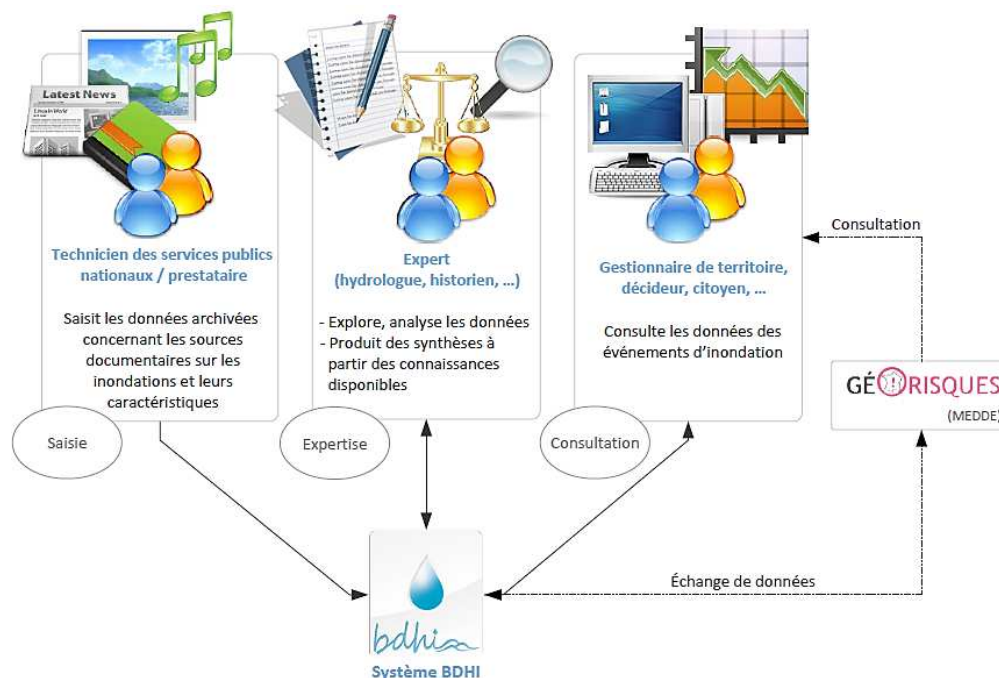 Latest News
Technicien des services publics
nationaux / prestataire
Saisit les données archivées
concernant les sources
documentaires sur les
inondations et leurs
caractéristiques
Saisie
Expert
(hydrologue, historien, ...)
- Explore, analyse les données
- Produit des synthèses à
partir des connaissances
disponibles
Expertise
Gestionnaire de territoire,
décideur, citoyen, ...
Consulte les données des
événements d'inondation
Consultation
Consultation
GÉORISQUES
(MEDDE)
Échange de données
bdhi
Système BDHI